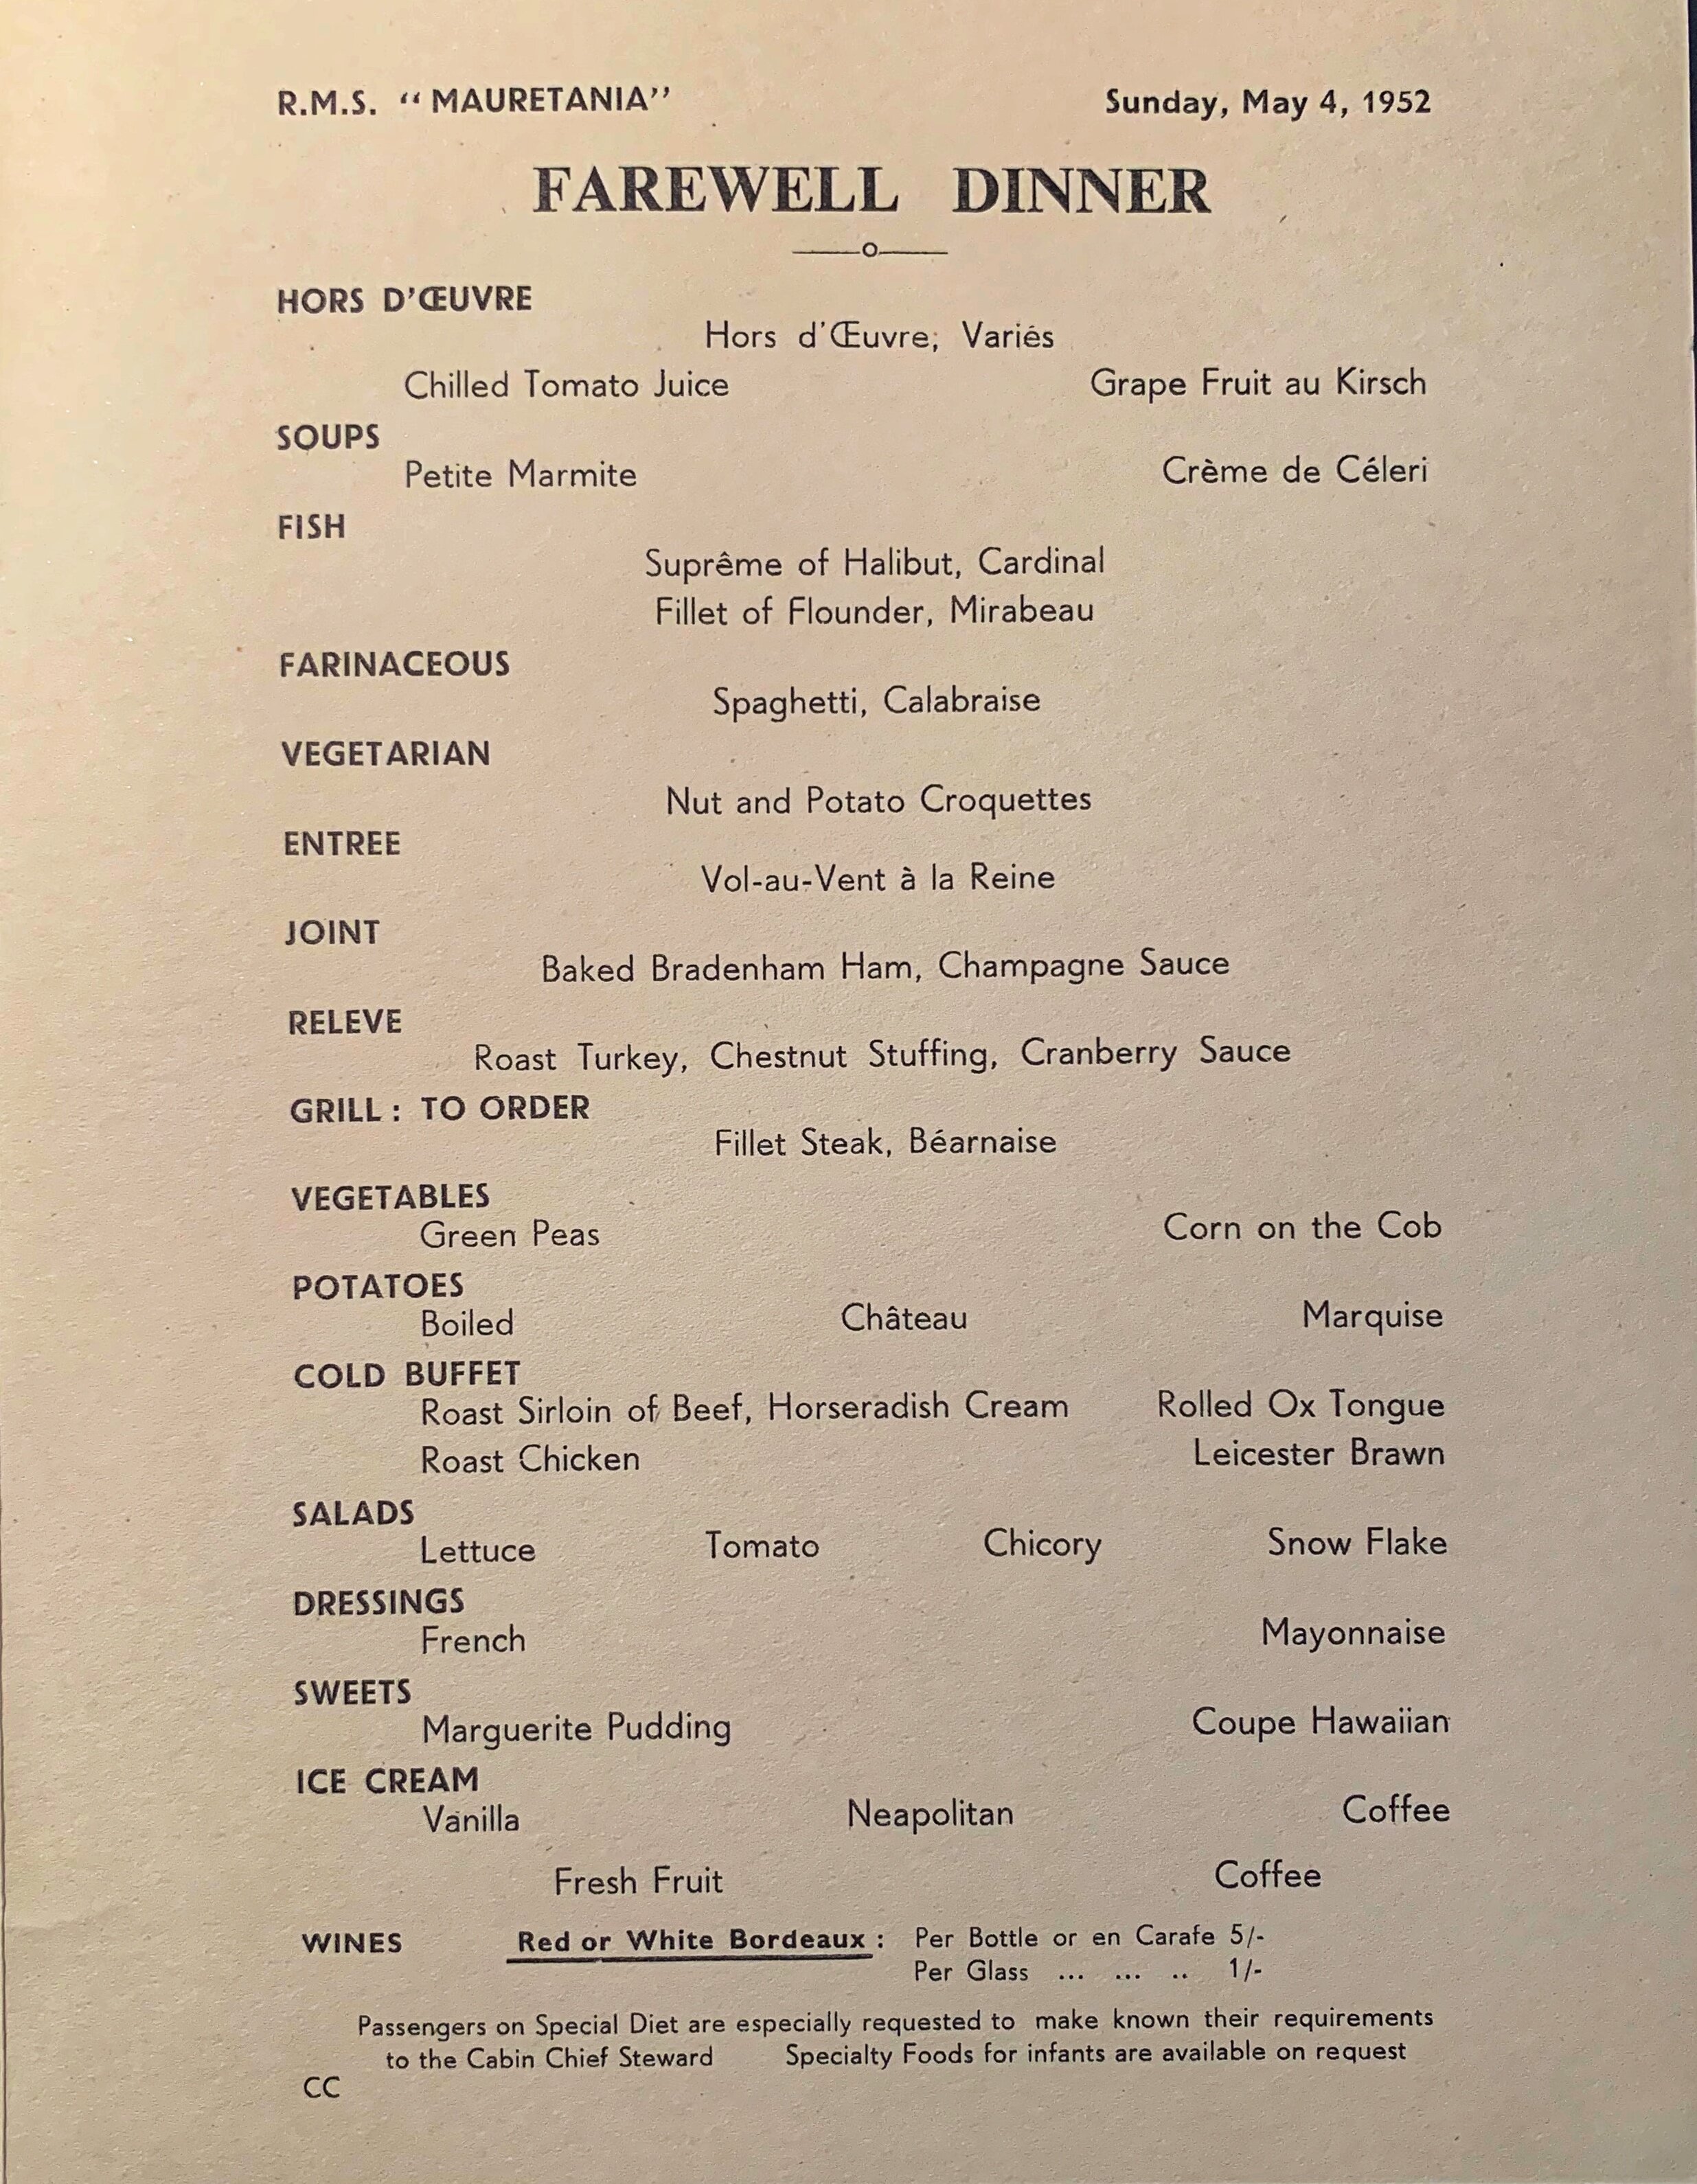 R.M.S. “MAURETANIA” Sunday, May 4, 1952
FAREWELL DINNER
HORS D’ŒUVRE
Hors d’Œuvre, Variés
Chilled Tomato Juice Grape Fruit au Kirsch
SOUPS
Petite Marmite Crème de Céleri
FISH
Suprême of Halibut, Cardinal
Fillet of Flounder, Mirabeau
FARINACEOUS
Spaghetti, Calabraise
VEGETARIAN
Nut and Potato Croquettes
ENTREE
Vol-au-Vent à la Reine
JOINT
Baked Bradenham Ham, Champagne Sauce
RELEVE
Roast Turkey, Chestnut Stuffing, Cranberry Sauce
GRILL : TO ORDER
Fillet Steak, Béarnaise
VEGETABLES
Green Peas Corn on the Cob
POTATOES
Boiled Château Marquise
COLD BUFFET
Roast Sirloin of Beef, Horseradish Cream Rolled Ox Tongue
Roast Chicken Leicester Brawn
SALADS
Lettuce Tomato Chicory Snow Flake
DRESSINGS
French Mayonnaise
SWEETS
Marguerite Pudding Coupe Hawaiian
ICE CREAM
Vanilla Neapolitan Coffee
Fresh Fruit Coffee
WINES Red or White Bordeaux : Per Bottle or en Carafe 5/-
Per Glass ... ... .. 1/-
Passengers on Special Diet are especially requested to make known their requirements
to the Cabin Chief Steward Specialty Foods for infants are available on request
CC